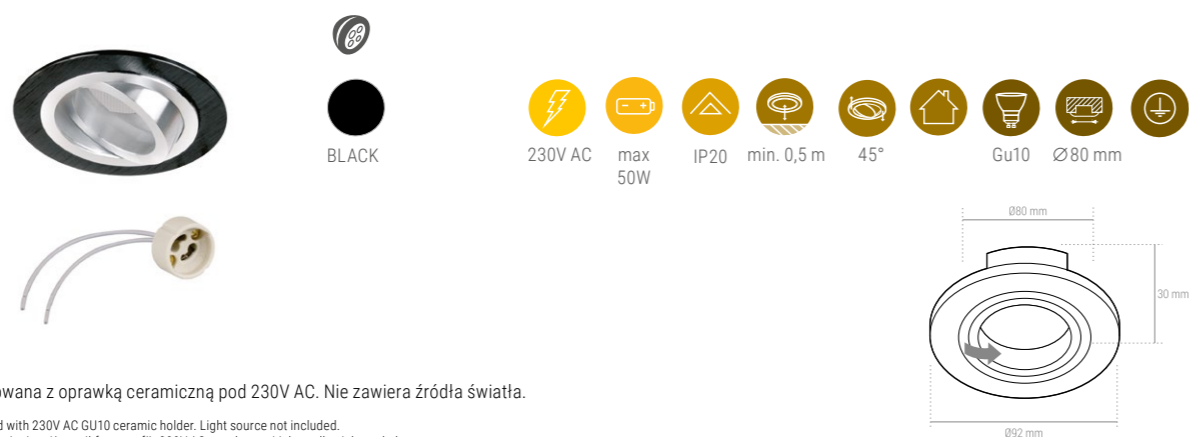 BLACK
230V AC
max
50W
IP20
min. 0,5 m
45°
Gu10
Ø80 mm
Ø80 mm
30 mm
Ø92 mm
owana z oprawką ceramiczną pod 230V AC. Nie zawiera źródła światła.
d with 230V AC GU10 ceramic holder. Light source not included.